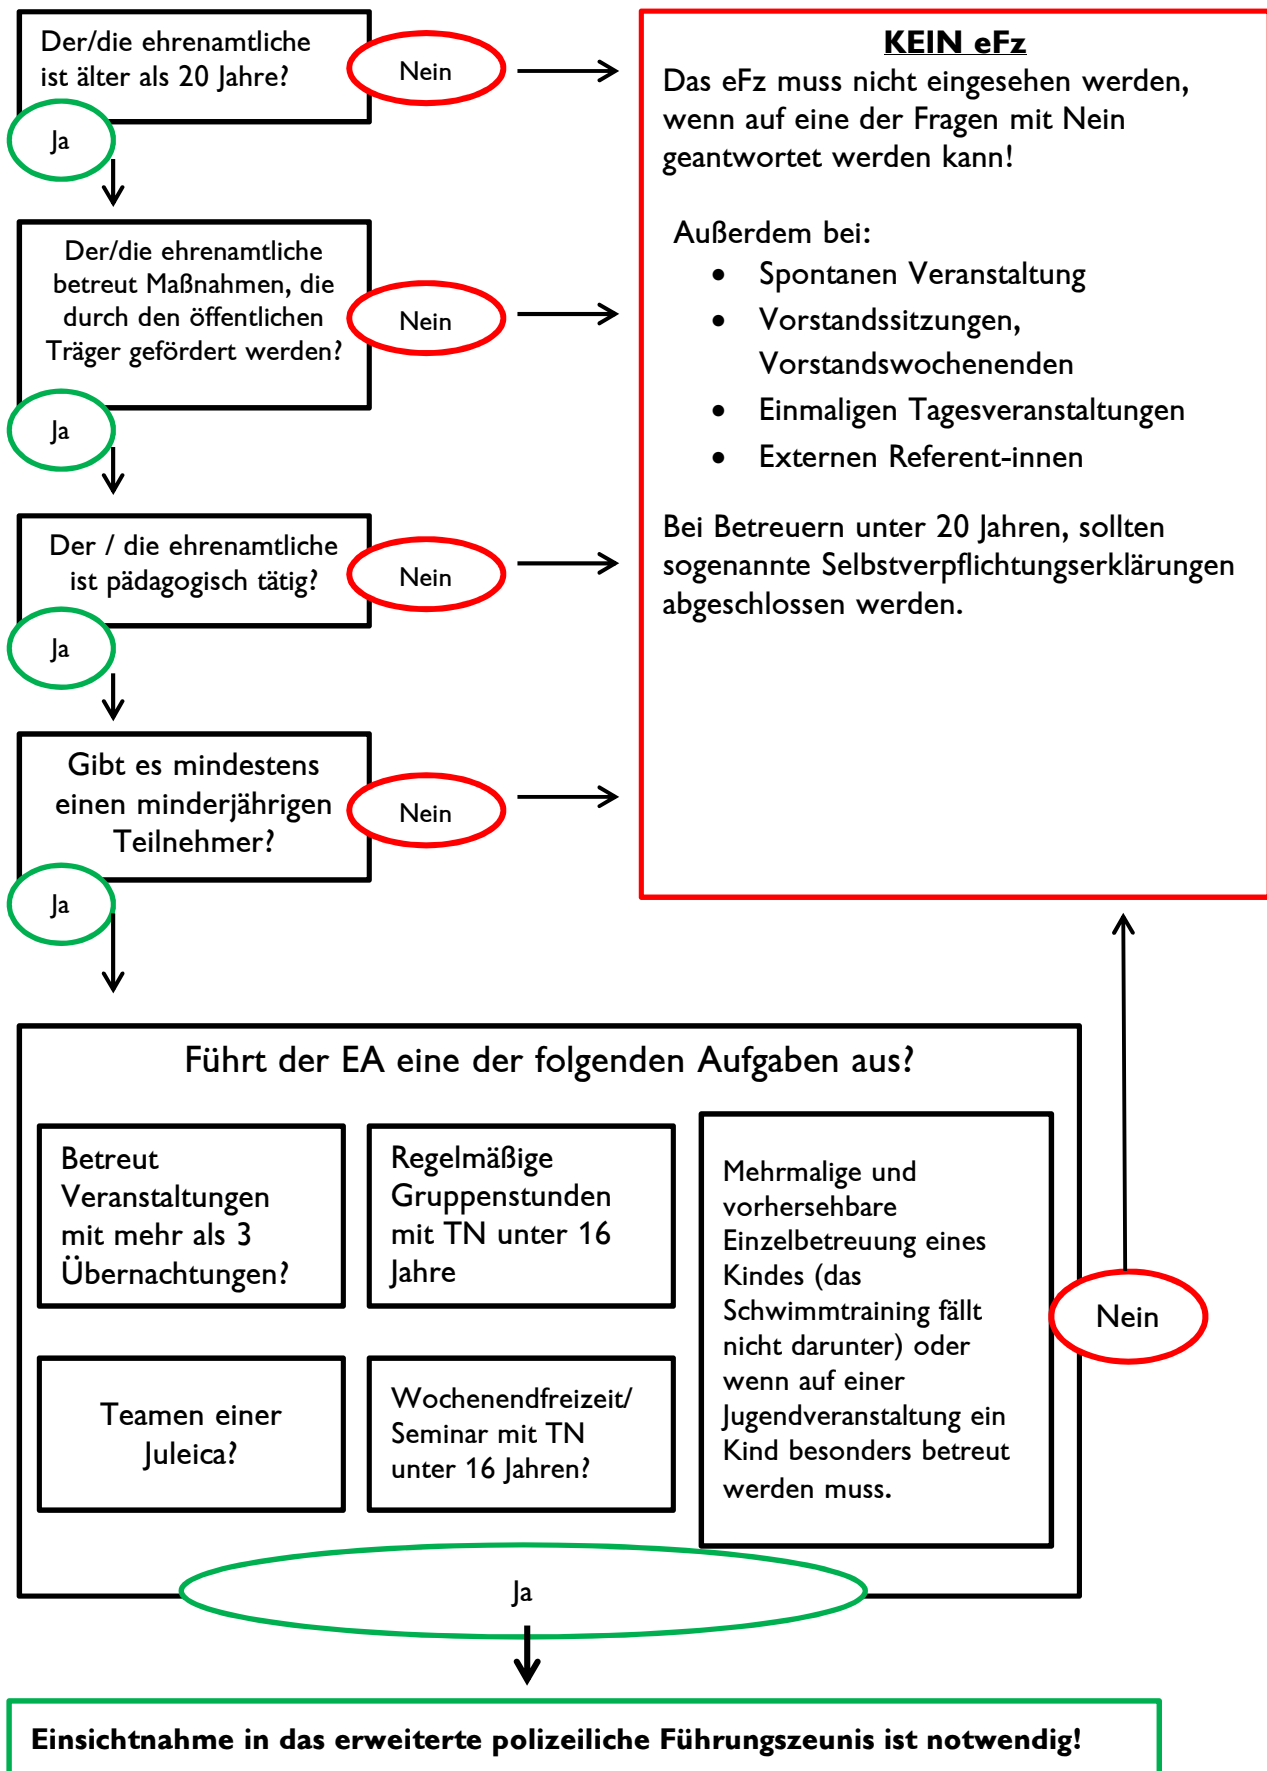 Der/die ehrenamtliche
ist älter als 20 Jahre?
Nein
Ja
Der/die ehrenamtliche
betreut Maßnahmen, die
durch den öffentlichen
Träger gefördert werden?
Nein
Ja
Der / die ehrenamtliche
ist pädagogisch tätig?
Nein
Ja
Gibt es mindestens
einen minderjährigen
Teilnehmer?
Nein
Ja
KEIN eFz
Das eFz muss nicht eingesehen werden,
wenn auf eine der Fragen mit Nein
geantwortet werden kann!
Außerdem bei:
• Spontanen Veranstaltung
• Vorstandssitzungen,
Vorstandswochenenden
• Einmaligen Tagesveranstaltungen
• Externen Referent-innen
Bei Betreuern unter 20 Jahren, sollten
sogenannte Selbstverpflichtungserklärungen
abgeschlossen werden.
Führt der EA eine der folgenden Aufgaben aus?
Betreut
Veranstaltungen
mit mehr als 3
Übernachtungen?
Regelmäßige
Gruppenstunden
mit TN unter 16
Jahre
Mehrmalige und
vorhersehbare
Einzelbetreuung eines
Kindes (das
Schwimmtraining fällt
nicht darunter) oder
wenn auf einer
Jugendveranstaltung ein
Kind besonders betreut
werden muss.
Teamen einer
Juleica?
Wochenendfreizeit/
Seminar mit TN
unter 16 Jahren?
Nein
Ja
Einsichtnahme in das erweiterte polizeiliche Führungszeunis ist notwendig!